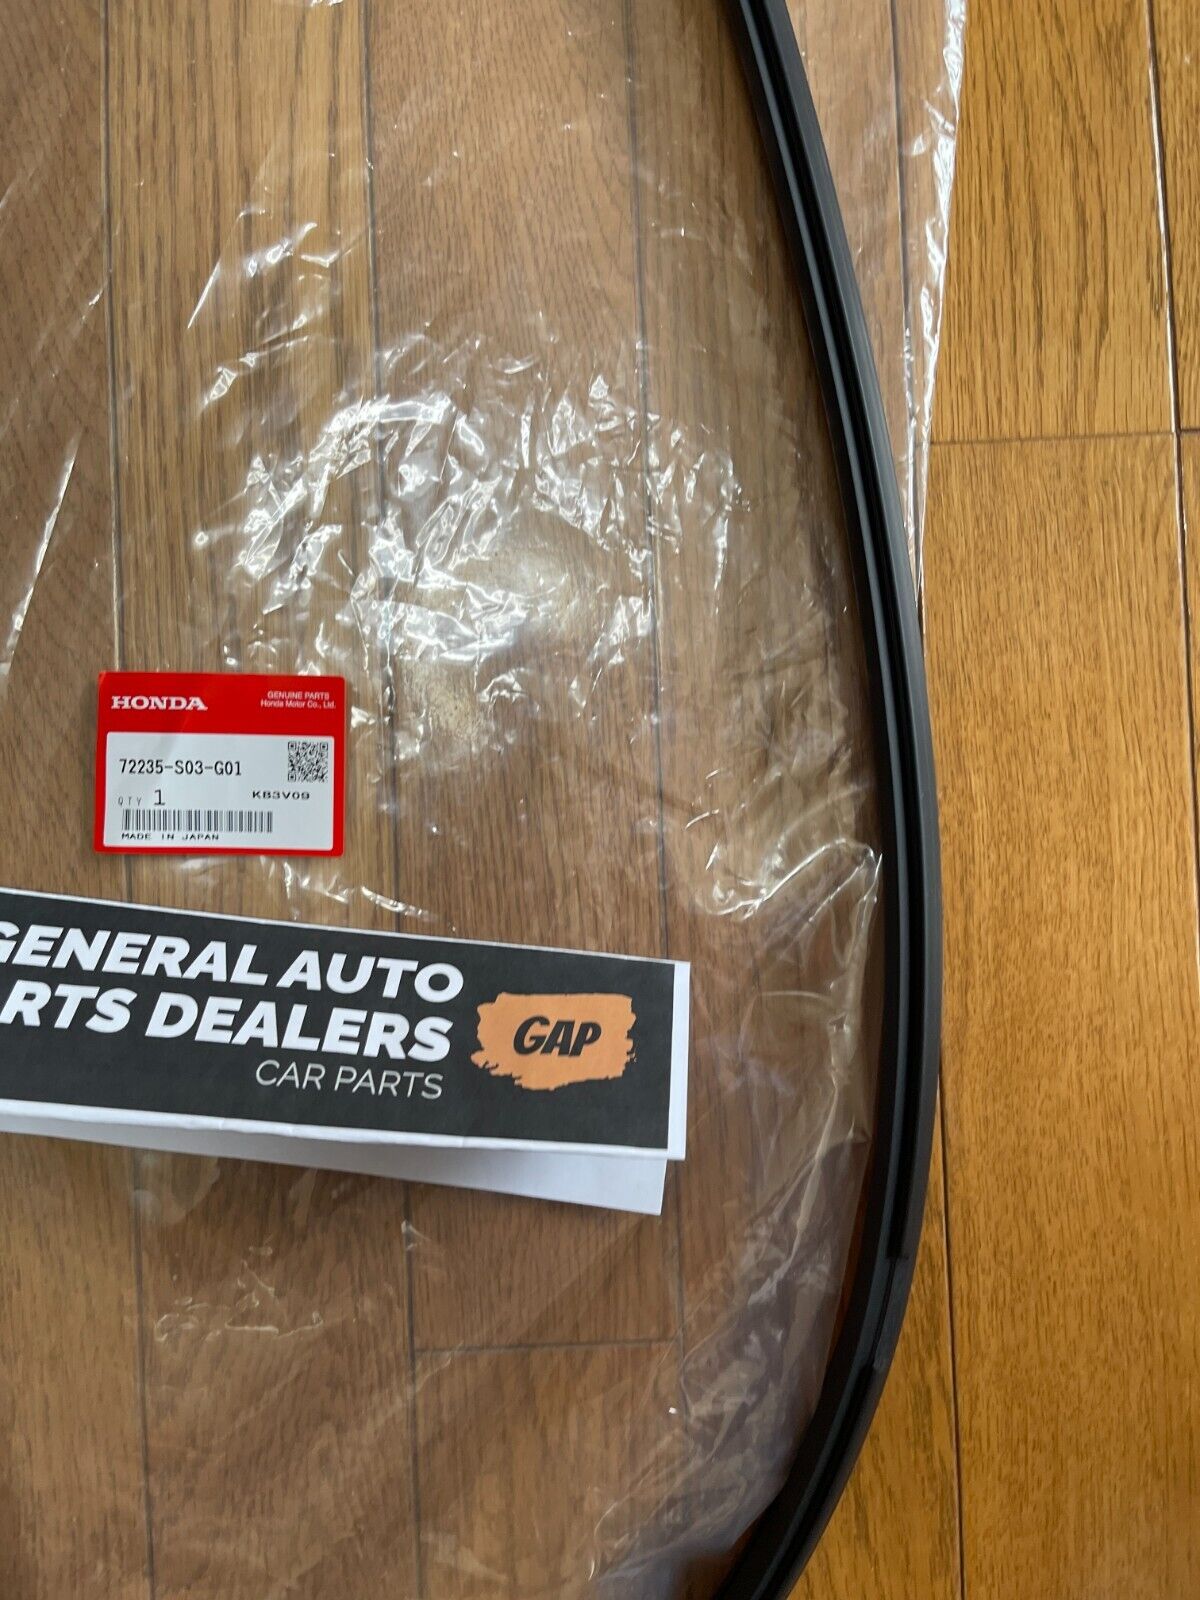 HONDA
GENUINE PARTS
Honda Motor Co., Ltd.
72235-S03-G01
QTY 1
KB3V09
MADE IN JAPAN
GENERAL AUTO
RTS DEALERS
CAR PARTS
GAP